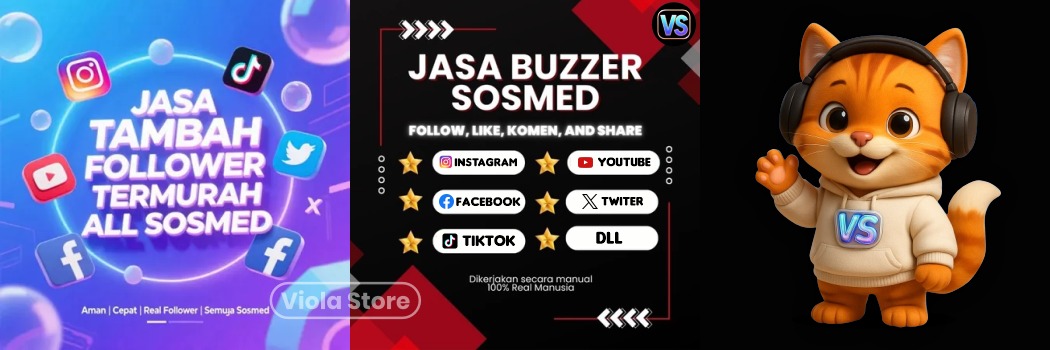 JASA
TAMBAH
FOLLOWER
TERMURAH
ALL SOSMED
Aman | Cepat | Real Follower | Semua Sosmed
Viola Store
VS
JASA BUZZER
SOSMED
FOLLOW, LIKE, KOMEN, AND SHARE
INSTAGRAM
YOUTUBE
FACEBOOK
TWITER
TIKTOK
DLL
Dikerjakan secara manual
100% Real Manusia
VS